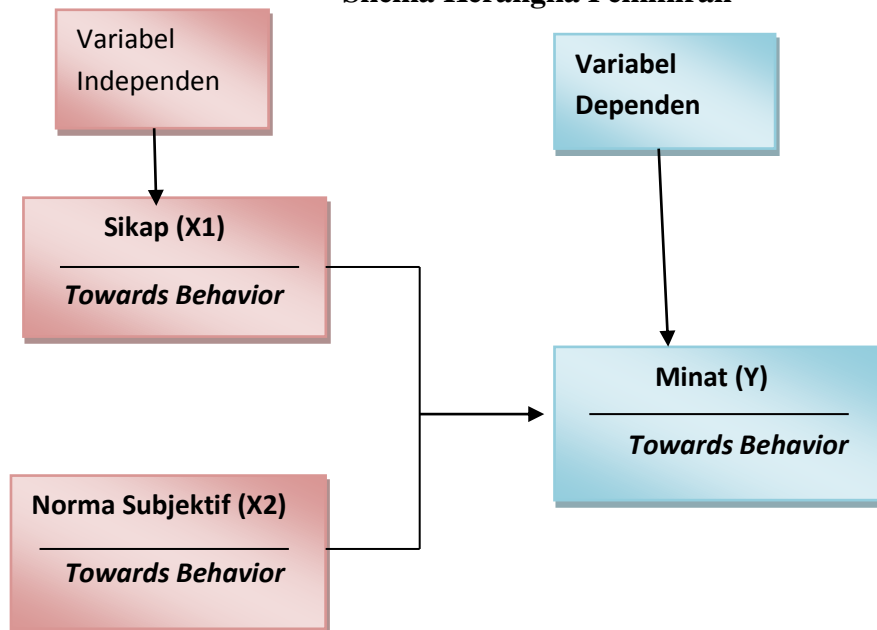 Variabel
Independen
Variabel
Dependen
Sikap (X1)
Towards Behavior
Minat (Y)
Towards Behavior
Norma Subjektif (X2)
Towards Behavior